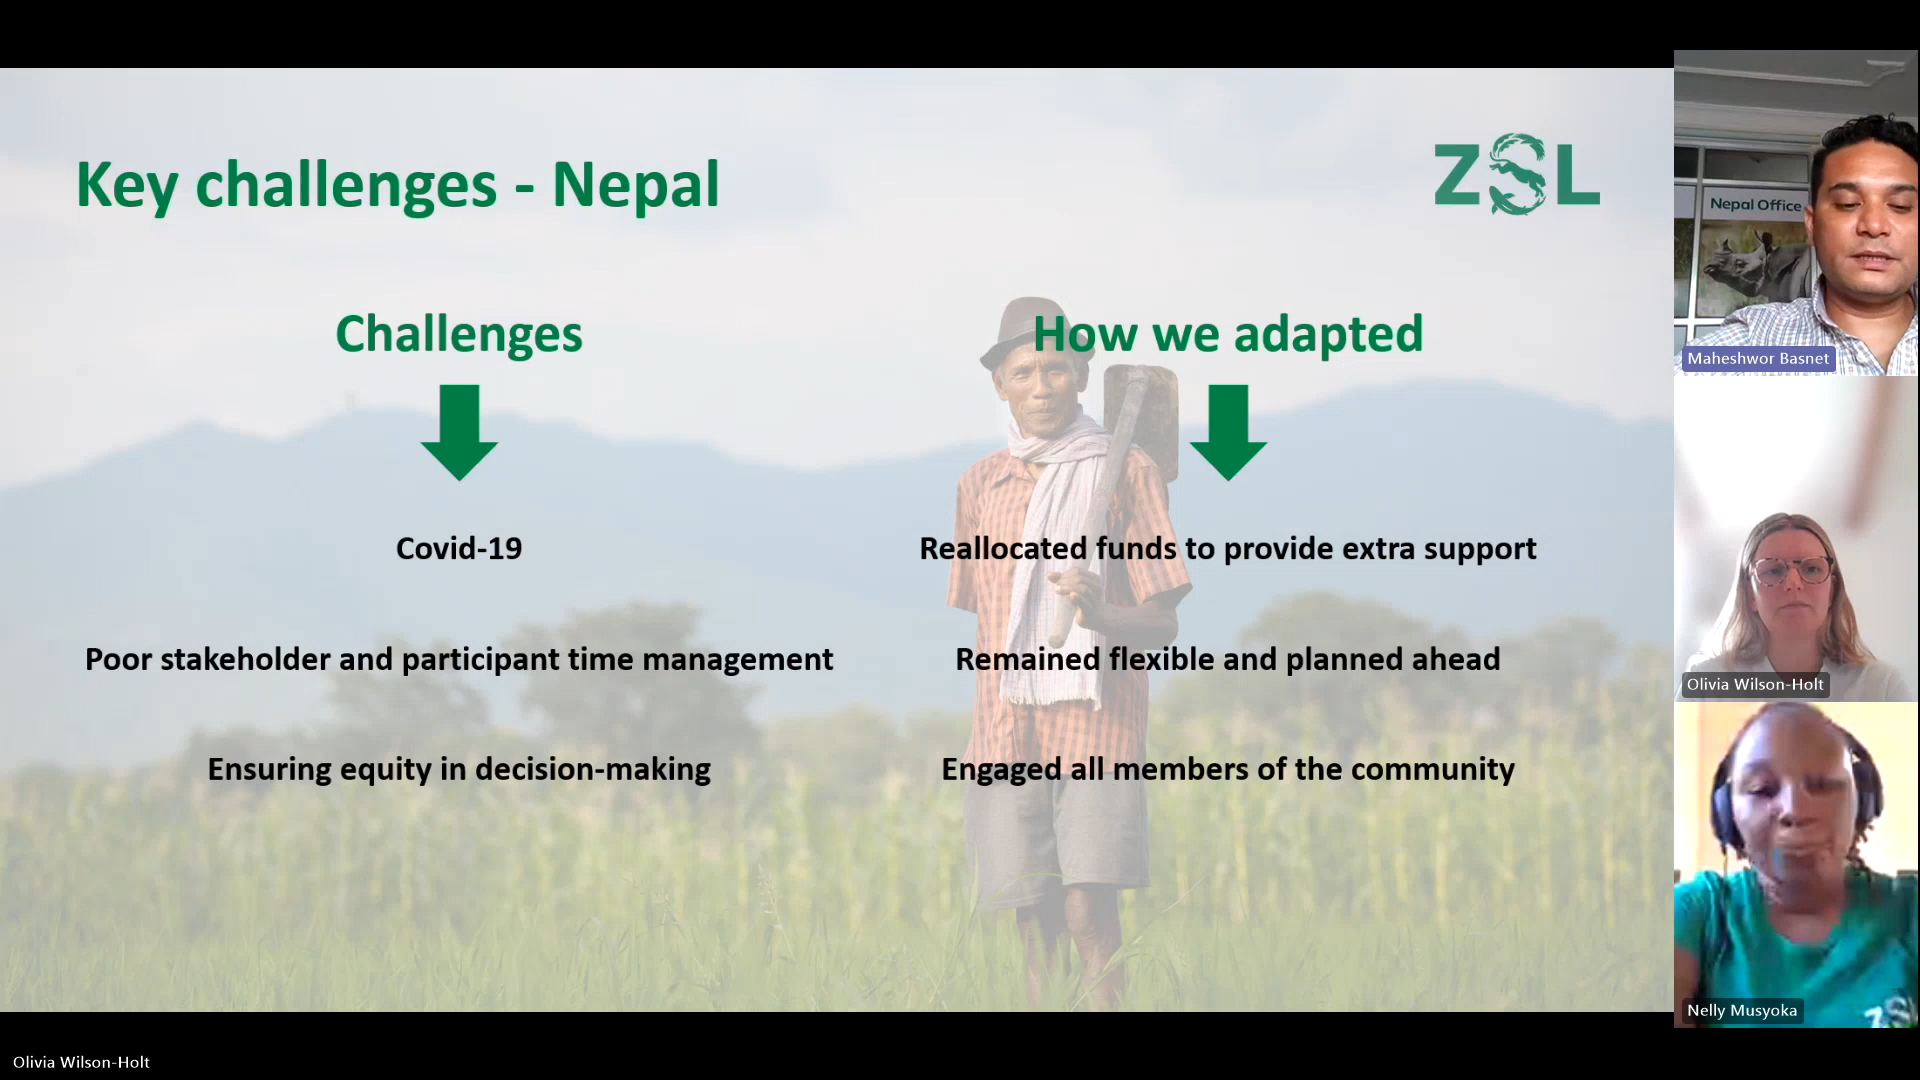 Key challenges - Nepal
ZSL
Challenges
How we adapted
Covid-19
Reallocated funds to provide extra support
Poor stakeholder and participant time management
Remained flexible and planned ahead
Ensuring equity in decision-making
Engaged all members of the community
Nepal Office
Maheshwor Basnet
Olivia Wilson-Holt
Nelly Musyoka
Olivia Wilson-Holt